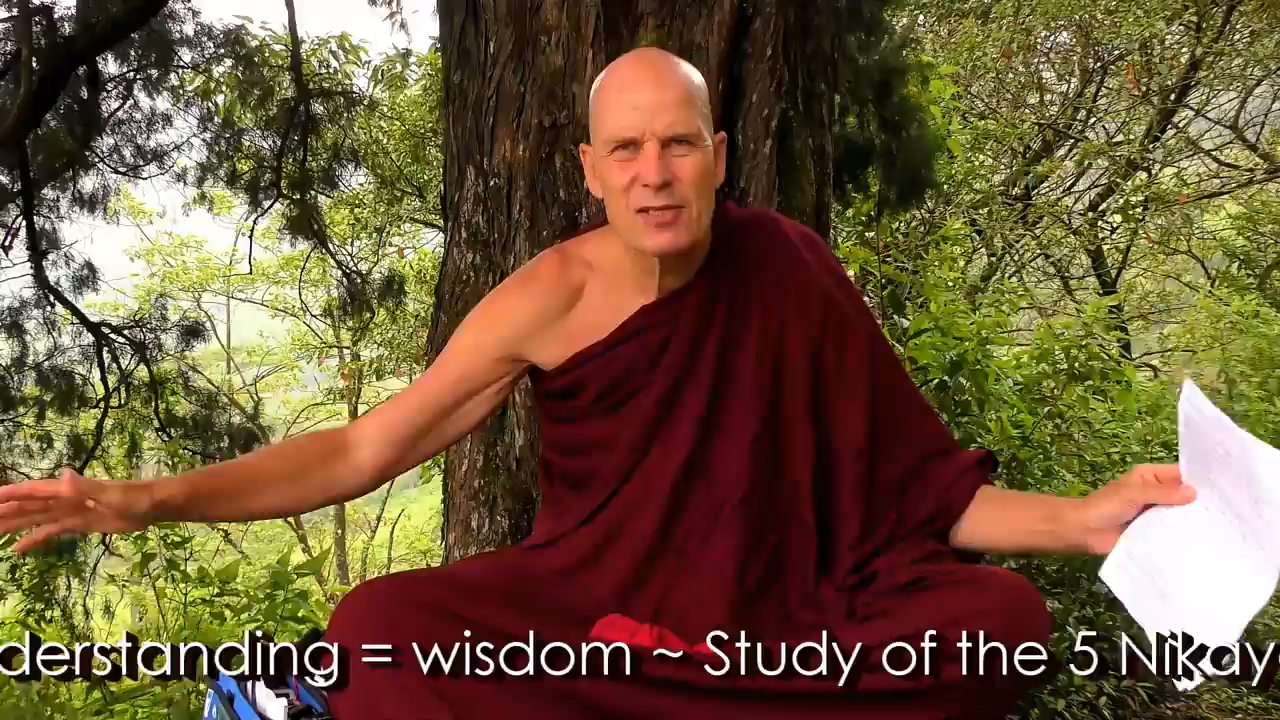 derstanding = wisdom ~ Study of the 5 Nikay